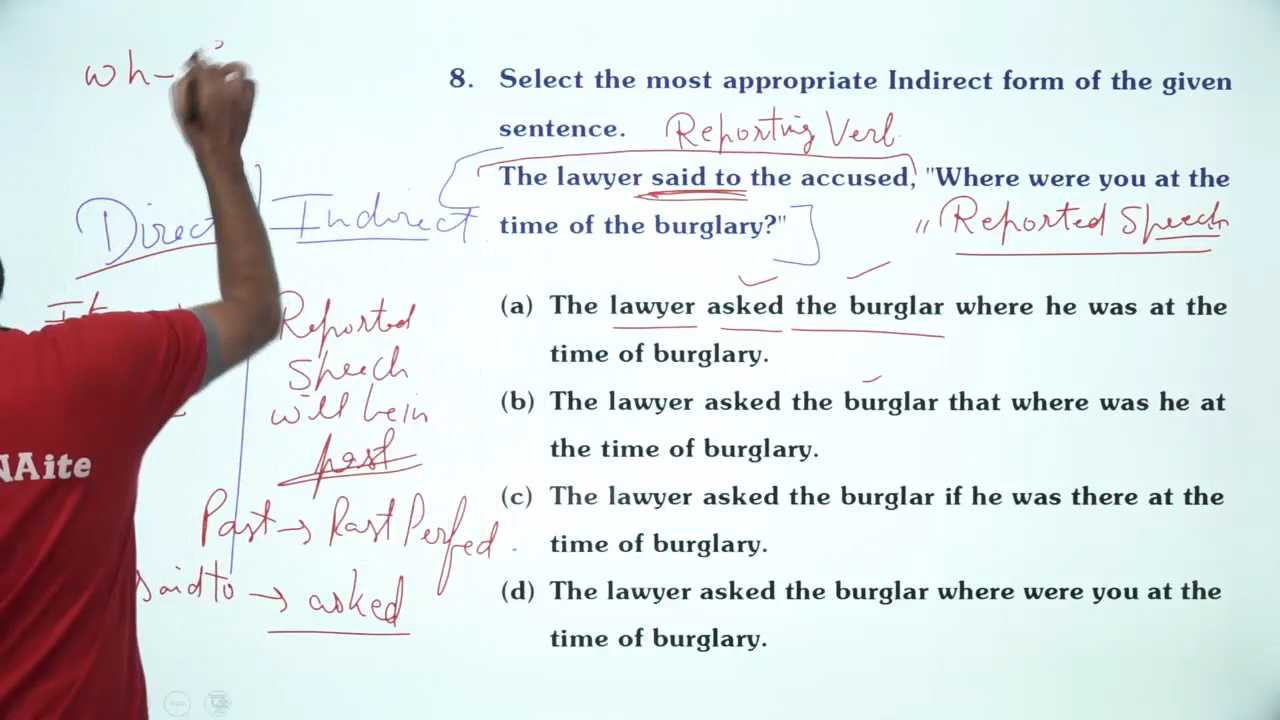 wh-
8. Select the most appropriate Indirect form of the given
sentence. Reporting Verb
The lawyer said to the accused, "Where were you at the
time of the burglary?" ,, Reported Speech
Direct Indirect
(a) The lawyer asked the burglar where he was at the
time of burglary.
(b) The lawyer asked the burglar that where was he at
the time of burglary.
(c) The lawyer asked the burglar if he was there at the
time of burglary.
(d) The lawyer asked the burglar where were you at the
time of burglary.
Reported
Speech
will be in
past
Past → Past Perfect
said to → asked
NAite